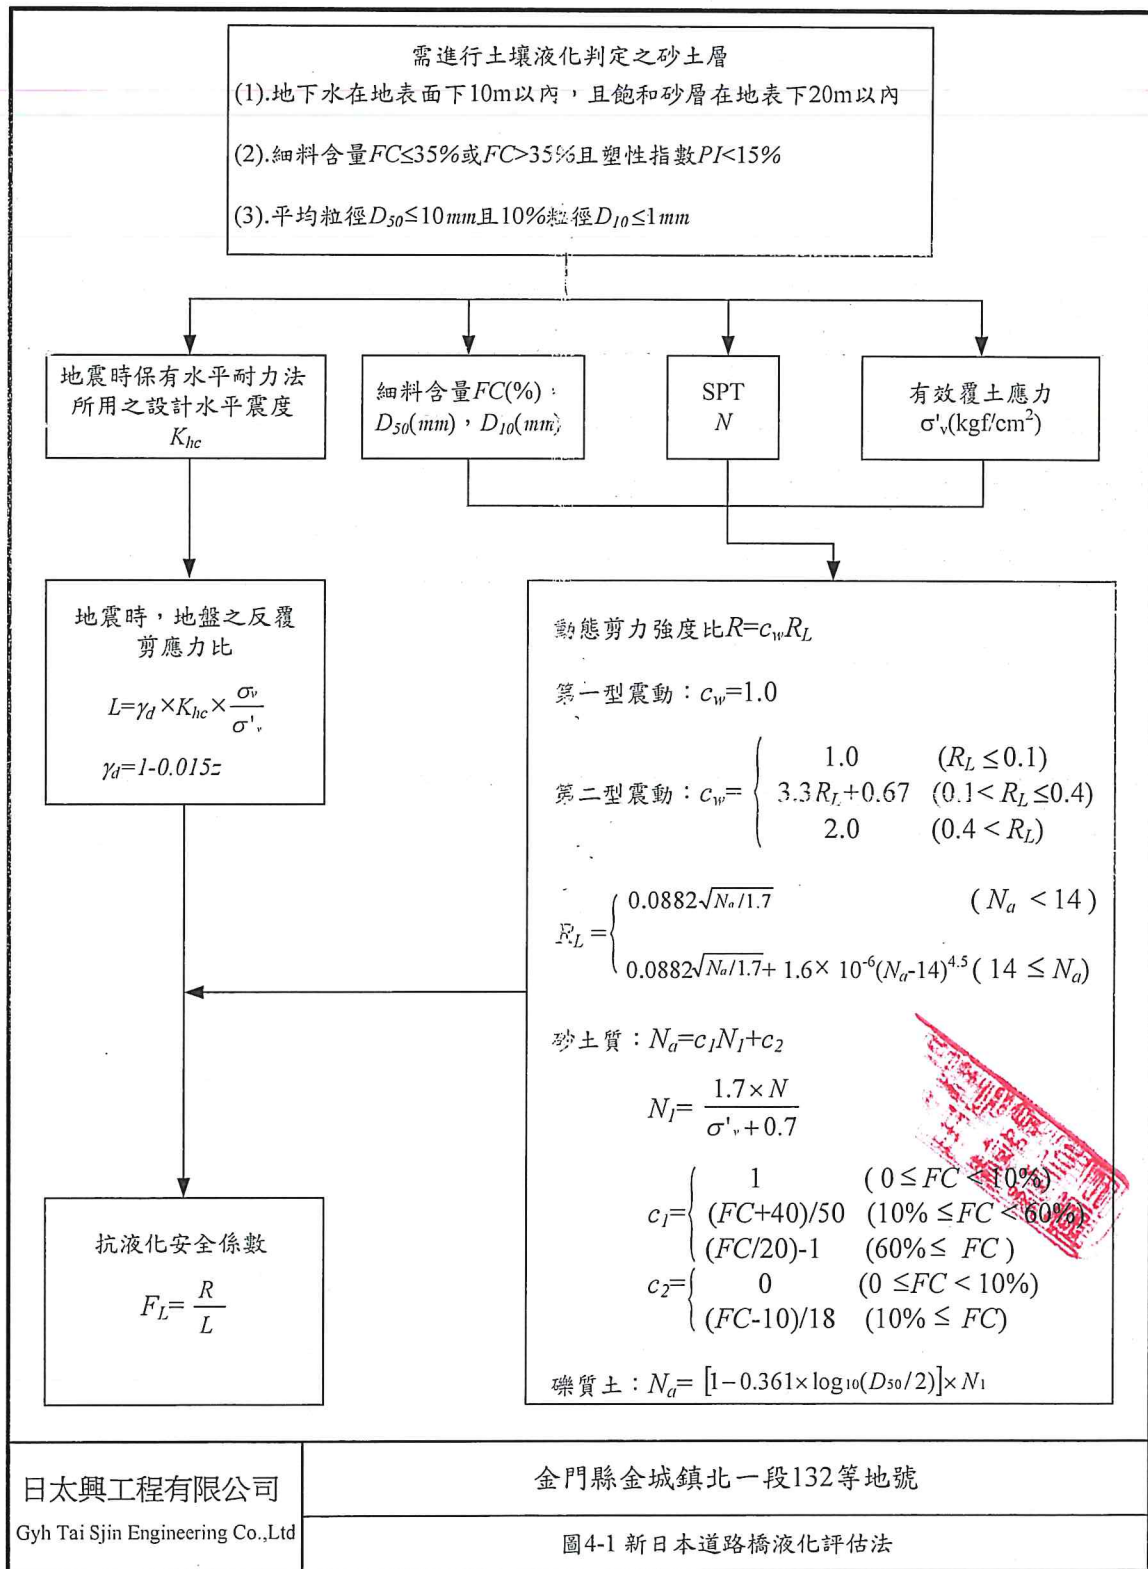 需進行土壤液化判定之砂土層
(1).地下水在地表面下10m以內，且飽和砂層在地表下20m以內
(2).細料含量FC≤35%或FC>35%且塑性指數PI<15%
(3).平均粒徑D50≤10mm且10%粒徑D10≤1mm
地震時保有水平耐力法
所用之設計水平震度
Khc
細料含量FC(%)，
D50(mm)，D10(mm)
SPT
N
有效覆土應力
σ'v(kgf/cm²)
地震時，地盤之反覆
剪應力比
L=γd×Khc×σv/σ'v
γd=1-0.015z
動態剪力強度比R=cwRL
第一型震動：cw=1.0
第二型震動：cw={
1.0 (RL≤0.1)
3.3RL+0.67 (0.1<RL≤0.4)
2.0 (0.4<RL)
RL={
0.0882√Na/1.7 (Na<14)
0.0882√Na/1.7+1.6×10⁻⁶(Na-14)⁴·⁵(14≤Na)
砂土質：Na=c1N1+c2
N1=1.7×N/σ'v+0.7
c1={
1 (0≤FC<10%)
(FC+40)/50 (10%≤FC<60%)
(FC/20)-1 (60%≤FC)
c2={
0 (0≤FC<10%)
(FC-10)/18 (10%≤FC)
礫質土：Na=[1-0.361×log10(D50/2)]×N1
抗液化安全係數
FL=R/L
日太興工程有限公司
Gyh Tai Sjin Engineering Co.,Ltd
金門縣金城鎮北一段132等地號
圖4-1 新日本道路橋液化評估法